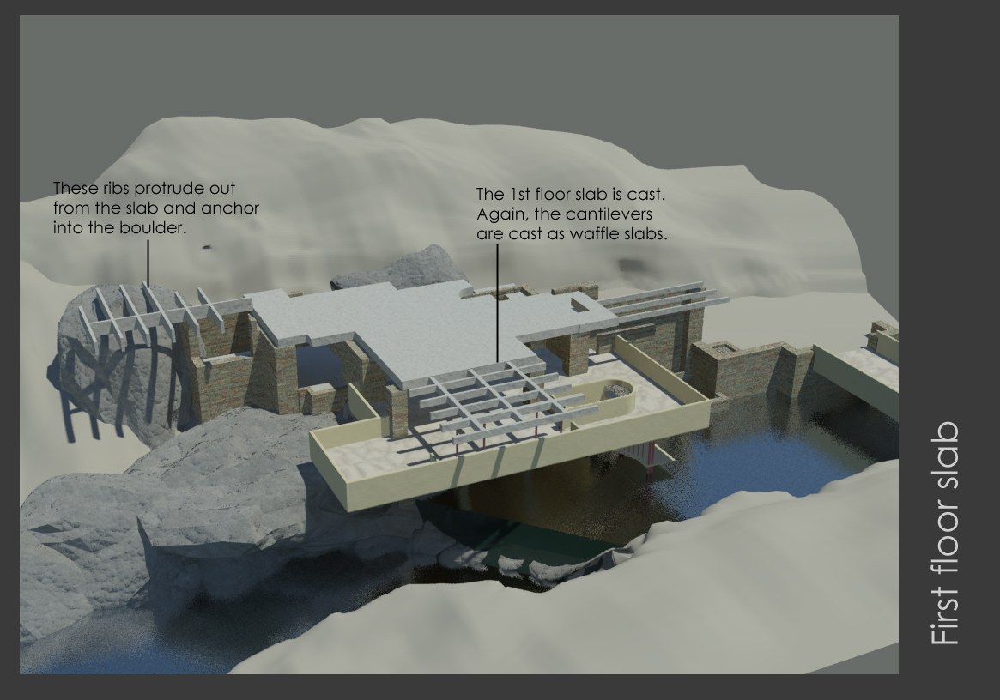 These ribs protrude out
from the slab and anchor
into the boulder.
The 1st floor slab is cast.
Again, the cantilevers
are cast as waffle slabs.
First floor slab